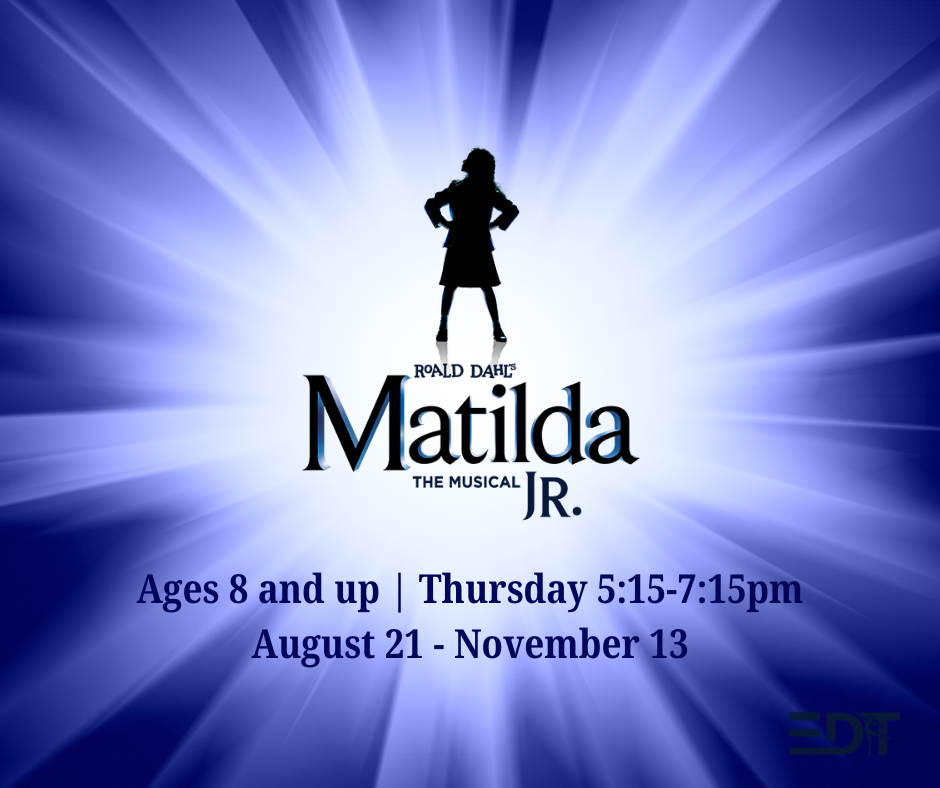 ROALD DAHL'S
Matilda
THE MUSICAL JR.
Ages 8 and up | Thursday 5:15-7:15pm
August 21 - November 13
EDT